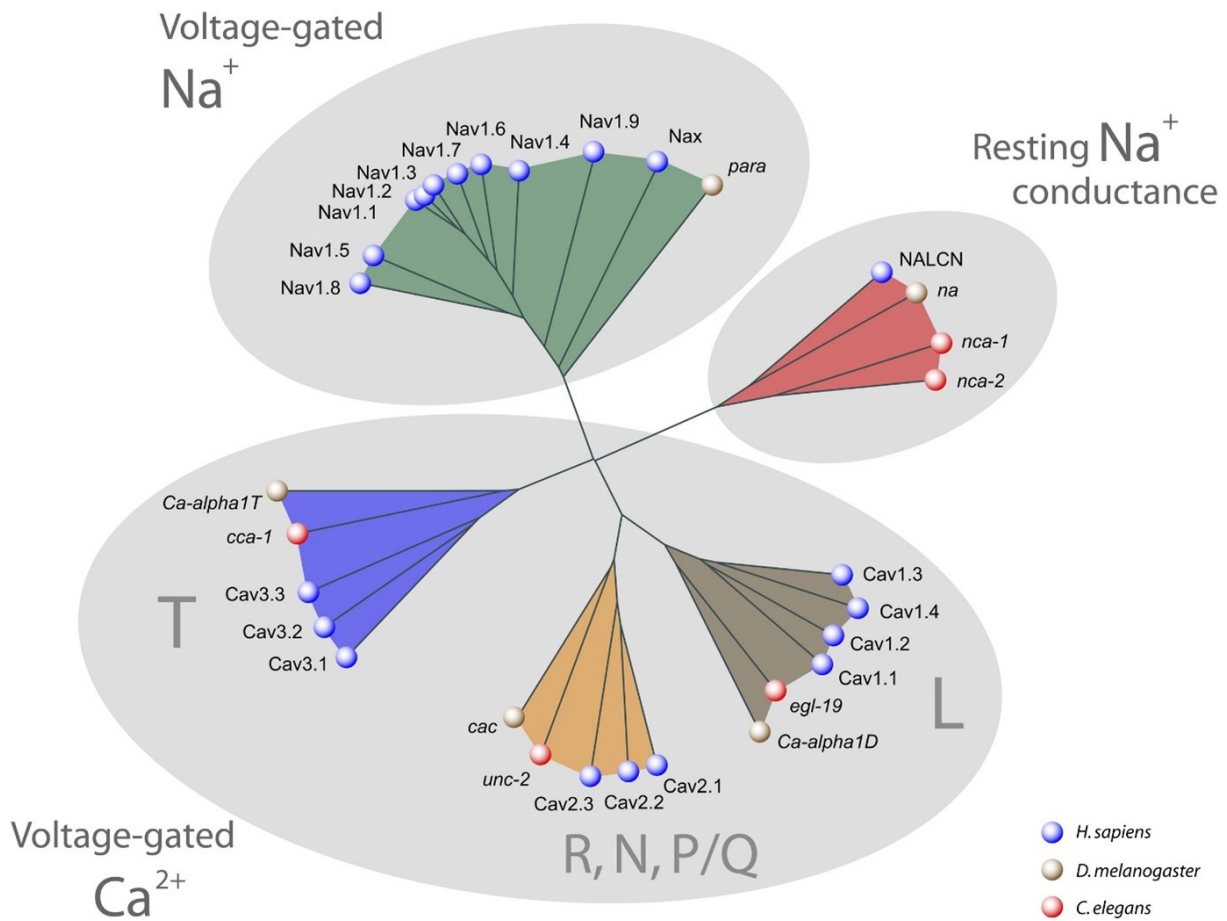 Voltage-gated
Na⁺
Nav1.9
Nav1.6
Nav1.4
Nax
Nav1.7
para
Nav1.3
Nav1.2
Nav1.1
Nav1.5
Nav1.8
Resting Na⁺
conductance
NALCN
na
nca-1
nca-2
Ca-alpha1T
cca-1
Cav3.3
Cav3.2
Cav3.1
T
Cav1.3
Cav1.4
Cav1.2
Cav1.1
egl-19
Ca-alpha1D
L
cac
unc-2
Cav2.3
Cav2.2
Cav2.1
R, N, P/Q
Voltage-gated
Ca²⁺
H. sapiens
D. melanogaster
C. elegans